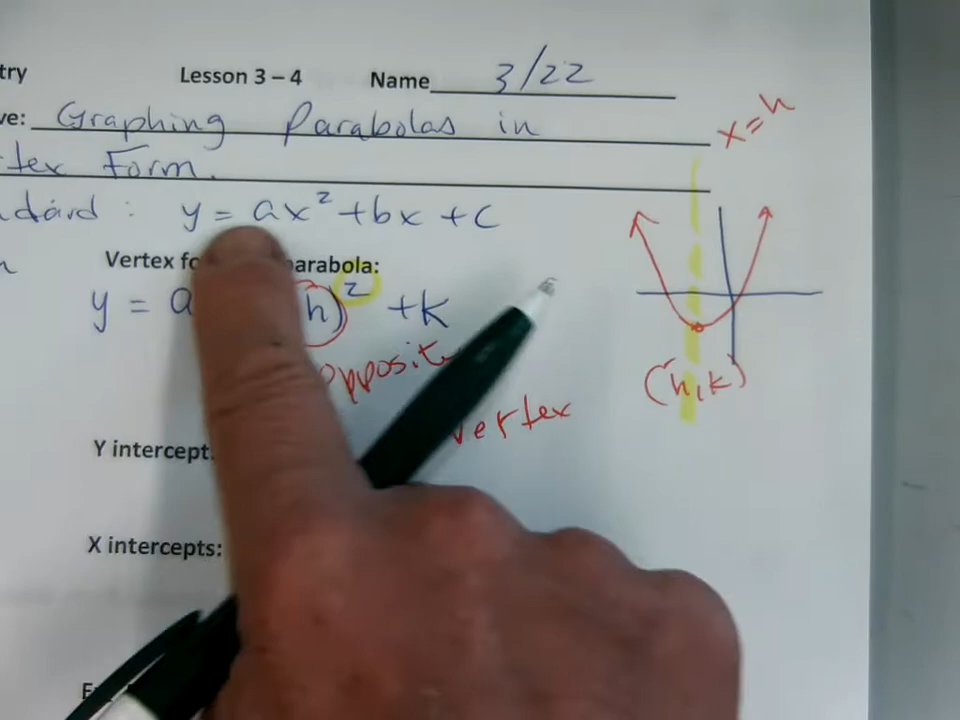 try Lesson 3 – 4 Name 3/22
ve: Graphing Parabolas in
tex Form.
x = h
ndard : y = ax² + bx + c
Vertex fo arabola:
y = a h)² + k
opposite
(h, k)
vertex
Y intercept:
X intercepts: